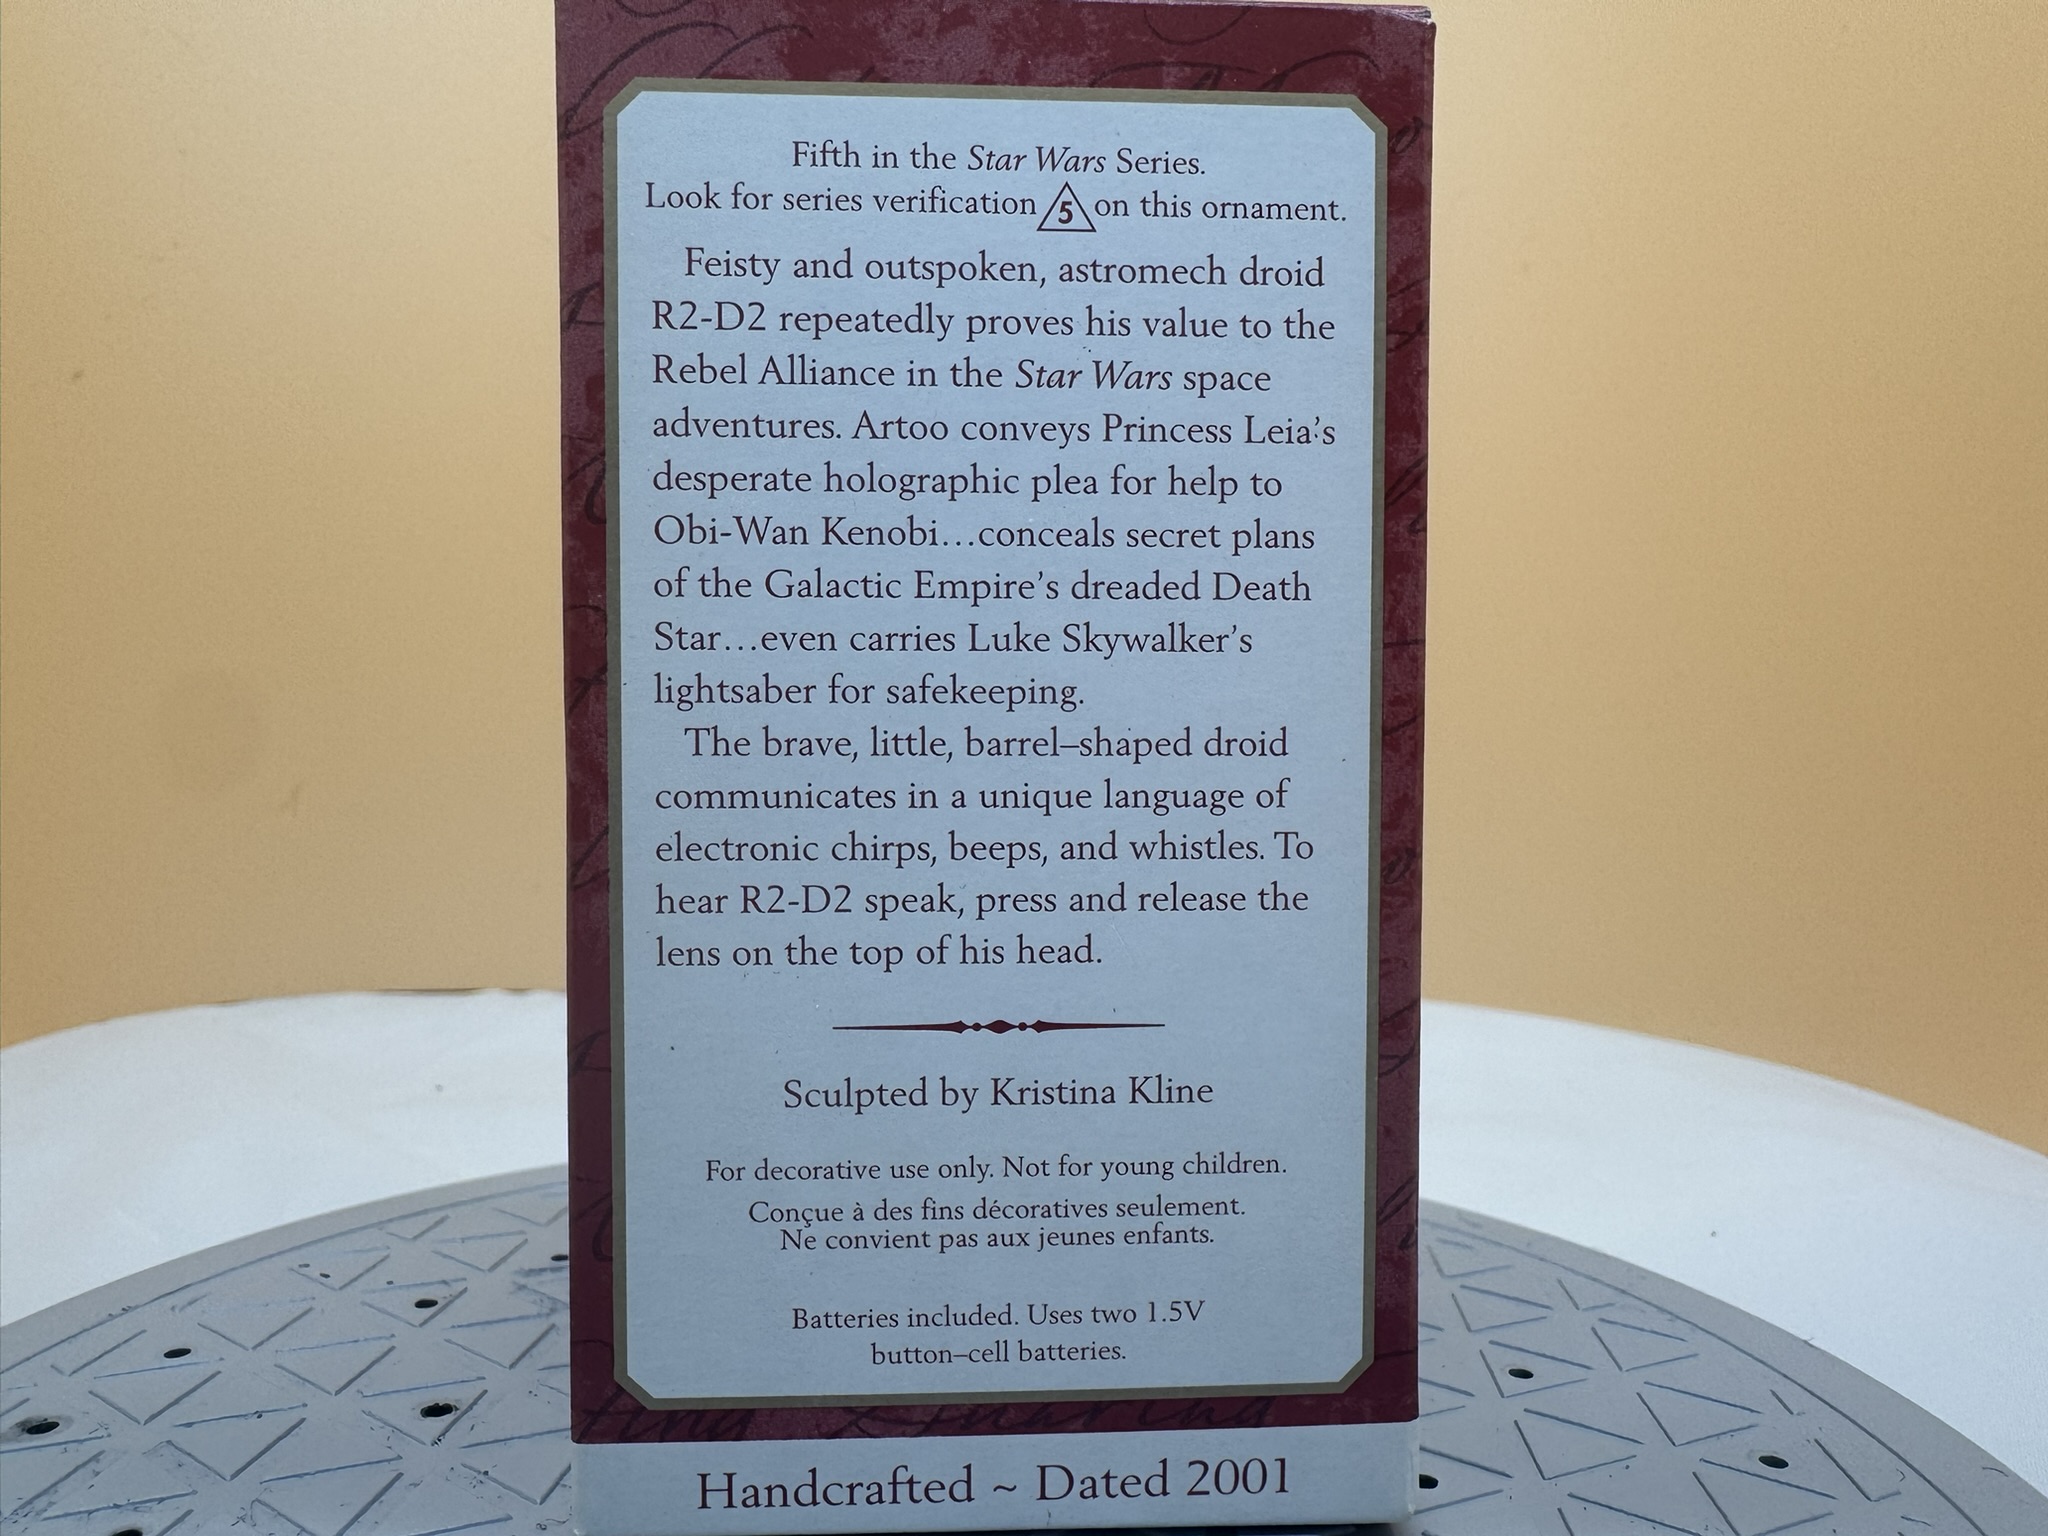 Fifth in the Star Wars Series.
Look for series verification 5 on this ornament.
Feisty and outspoken, astromech droid
R2-D2 repeatedly proves his value to the
Rebel Alliance in the Star Wars space
adventures. Artoo conveys Princess Leia's
desperate holographic plea for help to
Obi-Wan Kenobi...conceals secret plans
of the Galactic Empire's dreaded Death
Star...even carries Luke Skywalker's
lightsaber for safekeeping.
The brave, little, barrel–shaped droid
communicates in a unique language of
electronic chirps, beeps, and whistles. To
hear R2-D2 speak, press and release the
lens on the top of his head.
Sculpted by Kristina Kline
For decorative use only. Not for young children.
Conçue à des fins décoratives seulement.
Ne convient pas aux jeunes enfants.
Batteries included. Uses two 1.5V
button–cell batteries.
Handcrafted ~ Dated 2001